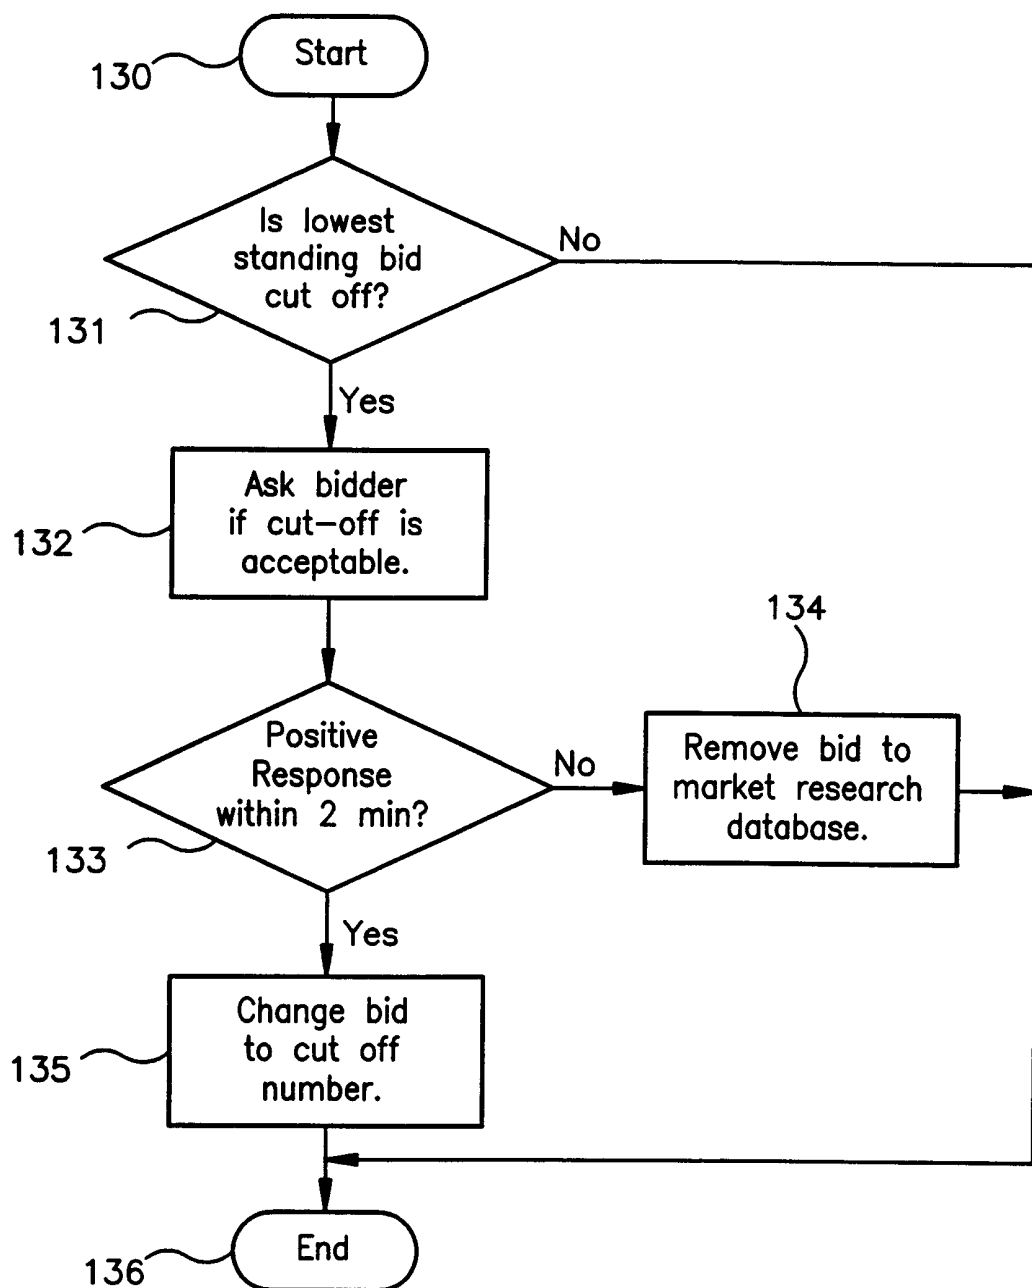 Start
130
Is lowest
standing bid
cut off?
No
131
Yes
Ask bidder
if cut-off is
acceptable.
132
134
Positive
Response
within 2 min?
No
Remove bid to
market research
database.
133
Yes
Change bid
to cut off
number.
135
End
136